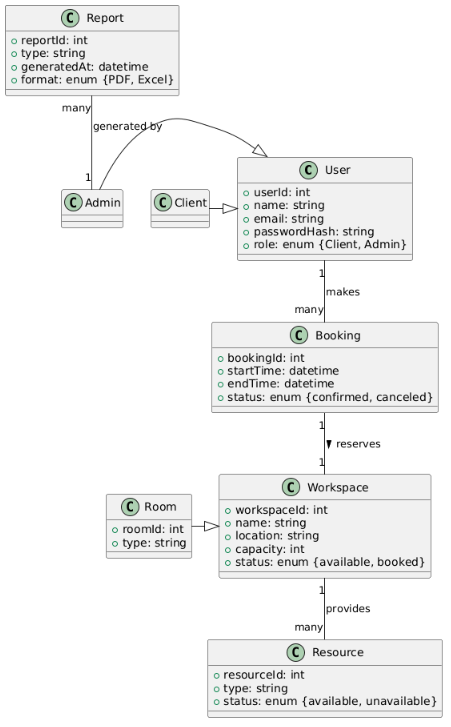 C Report
reportId: int
type: string
generatedAt: datetime
format: enum {PDF, Excel}
many
generated by
1
C Admin
C Client
C User
userId: int
name: string
email: string
passwordHash: string
role: enum {Client, Admin}
1
makes
many
C Booking
bookingId: int
startTime: datetime
endTime: datetime
status: enum {confirmed, canceled}
1
reserves
1
C Room
roomId: int
type: string
C Workspace
workspaceId: int
name: string
location: string
capacity: int
status: enum {available, booked}
1
provides
many
C Resource
resourceId: int
type: string
status: enum {available, unavailable}